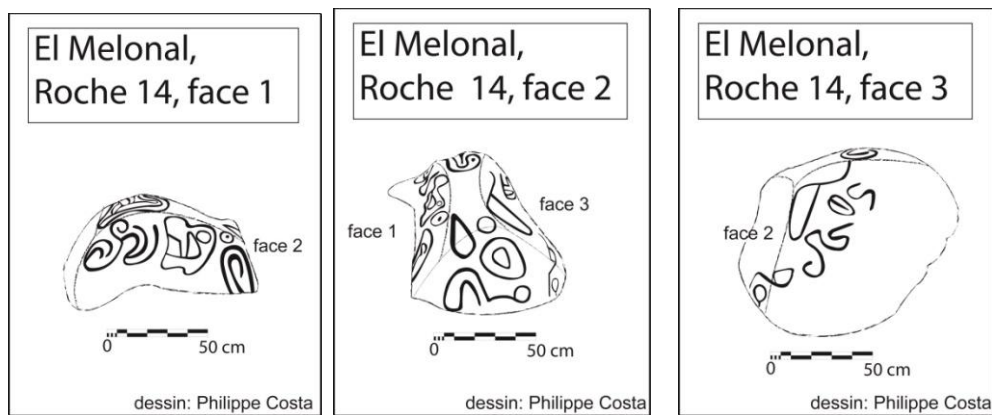 El Melonal,
Roche 14, face 1
face 2
0 50 cm
dessin: Philippe Costa
El Melonal,
Roche 14, face 2
face 1
face 3
0 50 cm
dessin: Philippe Costa
El Melonal,
Roche 14, face 3
face 2
0 50 cm
dessin: Philippe Costa